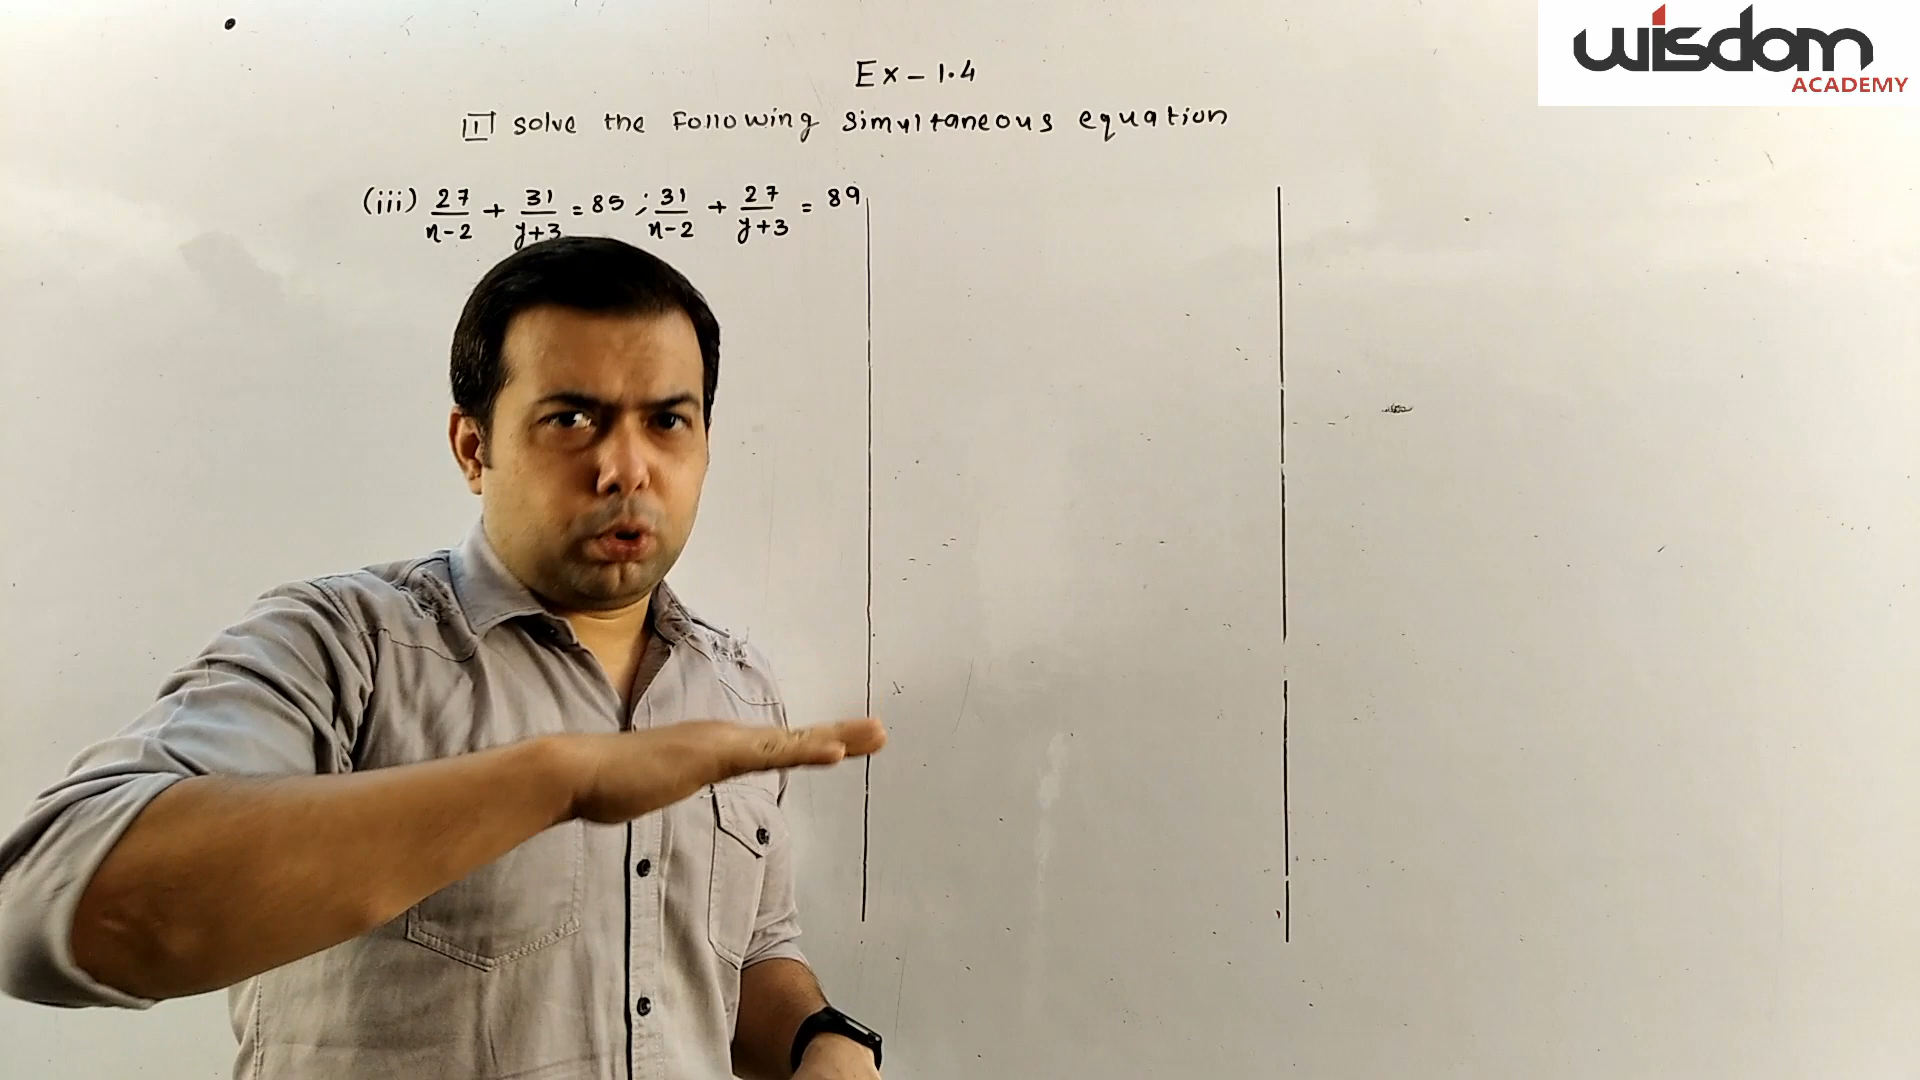 wisdom
ACADEMY
Ex – 1.4
1 solve the Following simultaneous equation
(iii) 27/x-2 + 31/y+3 = 85 ; 31/x-2 + 27/y+3 = 89